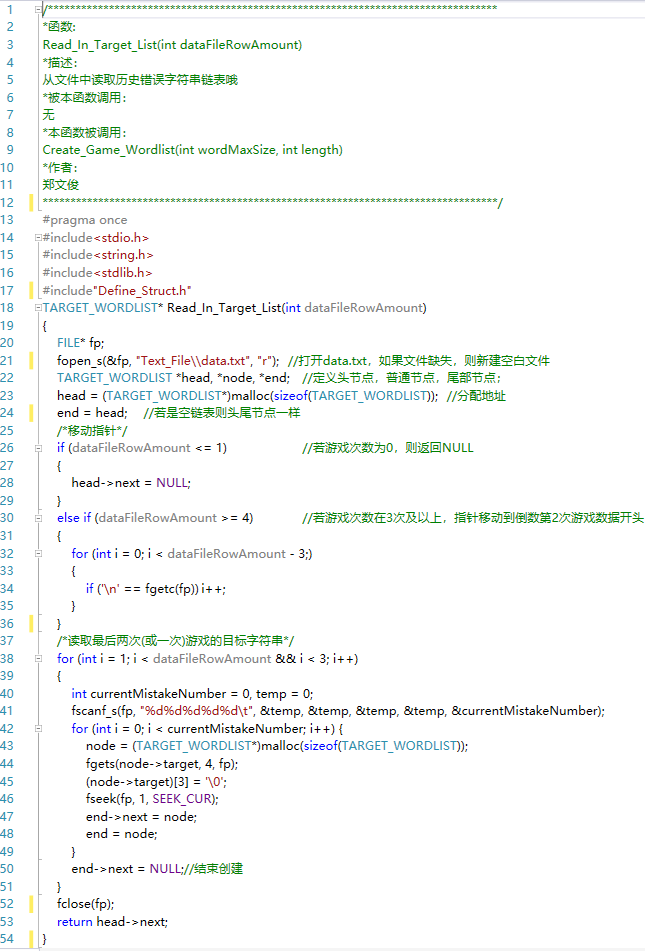 1 /*********************************************************************************
2 *函数:
3 Read_In_Target_List(int dataFileRowAmount)
4 *描述:
5 从文件中读取历史错误字符串链表哦
6 *被本函数调用:
7 无
8 *本函数被调用:
9 Create_Game_Wordlist(int wordMaxSize, int length)
10 *作者:
11 郑文俊
12 **********************************************************************************/
13 #pragma once
14 #include<stdio.h>
15 #include<string.h>
16 #include<stdlib.h>
17 #include"Define_Struct.h"
18 TARGET_WORDLIST* Read_In_Target_List(int dataFileRowAmount)
19 {
20 FILE* fp;
21 fopen_s(&fp, "Text_File\\data.txt", "r"); //打开data.txt，如果文件缺失，则新建空白文件
22 TARGET_WORDLIST *head, *node, *end; //定义头节点，普通节点，尾部节点；
23 head = (TARGET_WORDLIST*)malloc(sizeof(TARGET_WORDLIST)); //分配地址
24 end = head; //若是空链表则头尾节点一样
25 /*移动指针*/
26 if (dataFileRowAmount <= 1) //若游戏次数为0，则返回NULL
27 {
28 head->next = NULL;
29 }
30 else if (dataFileRowAmount >= 4) //若游戏次数在3次及以上，指针移动到倒数第2次游戏数据开头
31 {
32 for (int i = 0; i < dataFileRowAmount - 3;)
33 {
34 if ('\n' == fgetc(fp)) i++;
35 }
36 }
37 /*读取最后两次(或一次)游戏的目标字符串*/
38 for (int i = 1; i < dataFileRowAmount && i < 3; i++)
39 {
40 int currentMistakeNumber = 0, temp = 0;
41 fscanf_s(fp, "%d%d%d%d%d\t", &temp, &temp, &temp, &temp, &currentMistakeNumber);
42 for (int i = 0; i < currentMistakeNumber; i++) {
43 node = (TARGET_WORDLIST*)malloc(sizeof(TARGET_WORDLIST));
44 fgets(node->target, 4, fp);
45 (node->target)[3] = '\0';
46 fseek(fp, 1, SEEK_CUR);
47 end->next = node;
48 end = node;
49 }
50 end->next = NULL;//结束创建
51 }
52 fclose(fp);
53 return head->next;
54 }